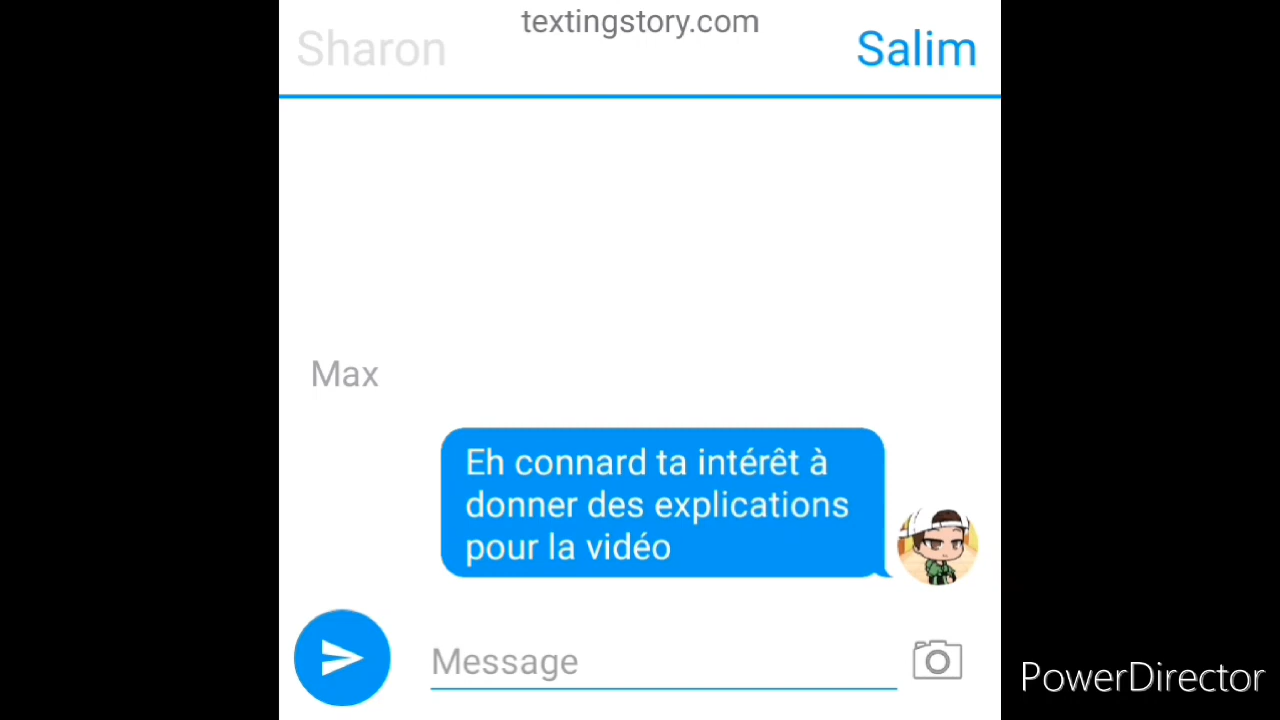 textingstory.com
Sharon
Salim
Max
Eh connard ta intérêt à
donner des explications
pour la vidéo
Message
PowerDirector